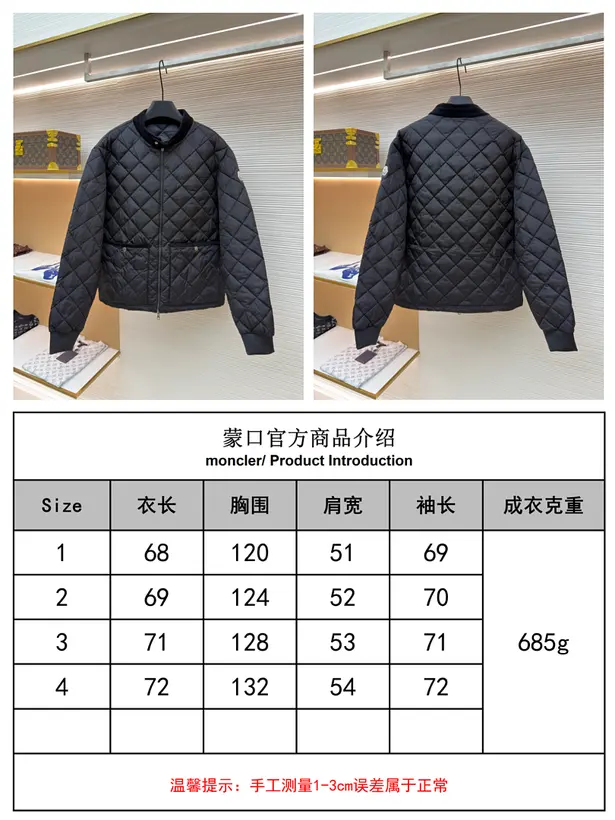 蒙口官方商品介绍
moncler/ Product Introduction
Size 衣长 胸围 肩宽 袖长 成衣克重
1 68 120 51 69
2 69 124 52 70
3 71 128 53 71
4 72 132 54 72
685g
温馨提示：手工测量1-3cm误差属于正常